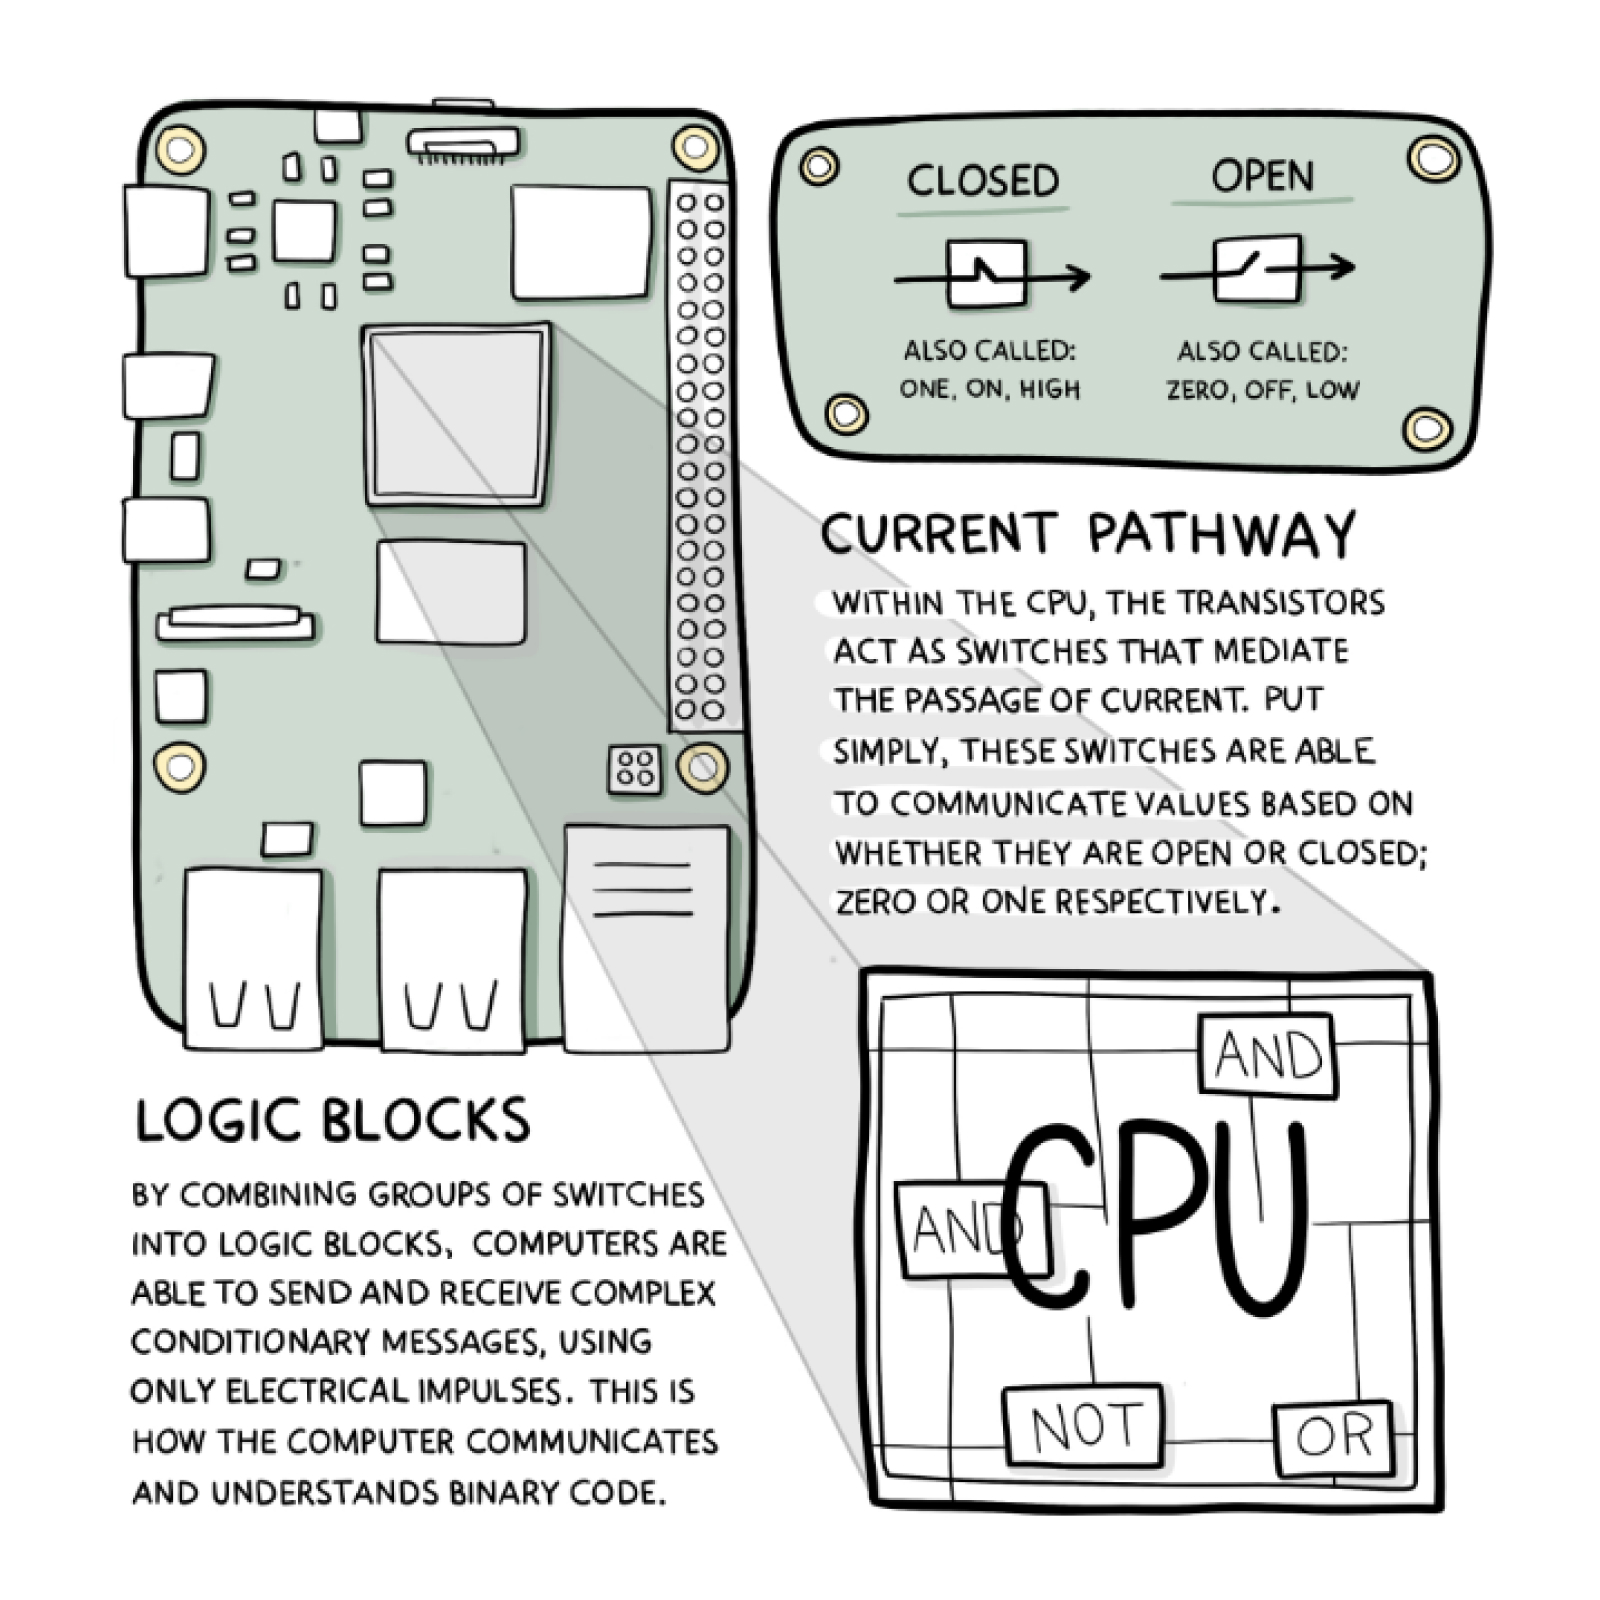 CLOSED
OPEN
ALSO CALLED:
ONE, ON, HIGH
ALSO CALLED:
ZERO, OFF, LOW
CURRENT PATHWAY
WITHIN THE CPU, THE TRANSISTORS
ACT AS SWITCHES THAT MEDIATE
THE PASSAGE OF CURRENT. PUT
SIMPLY, THESE SWITCHES ARE ABLE
TO COMMUNICATE VALUES BASED ON
WHETHER THEY ARE OPEN OR CLOSED;
ZERO OR ONE RESPECTIVELY.
LOGIC BLOCKS
BY COMBINING GROUPS OF SWITCHES
INTO LOGIC BLOCKS, COMPUTERS ARE
ABLE TO SEND AND RECEIVE COMPLEX
CONDITIONARY MESSAGES, USING
ONLY ELECTRICAL IMPULSES. THIS IS
HOW THE COMPUTER COMMUNICATES
AND UNDERSTANDS BINARY CODE.
AND
AND
CPU
NOT
OR